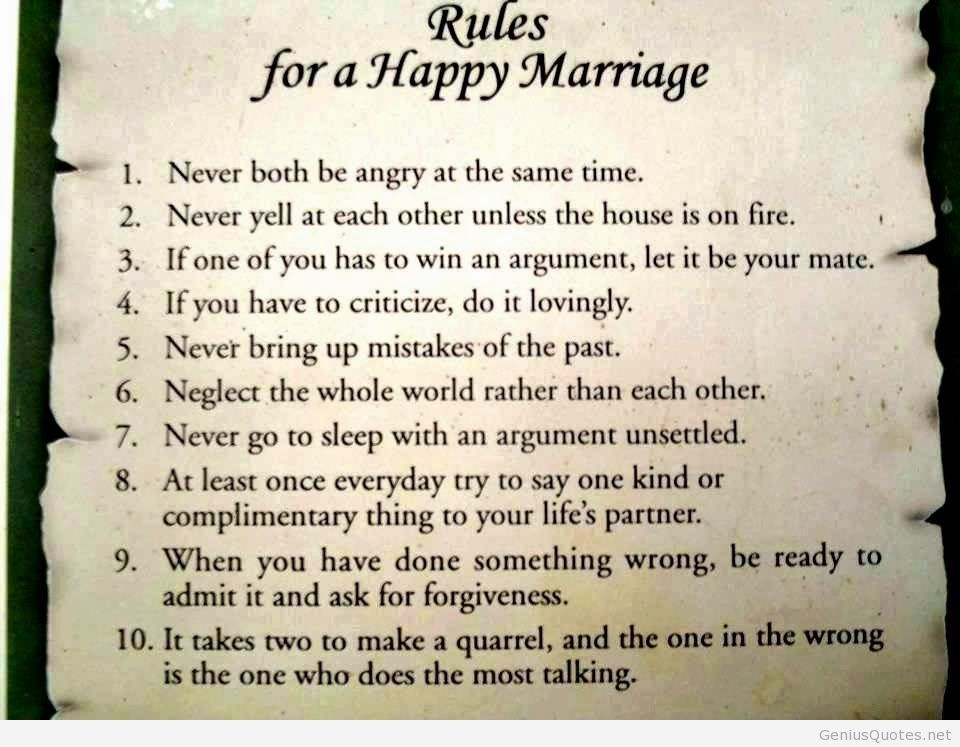 Rules
for a Happy Marriage
1. Never both be angry at the same time.
2. Never yell at each other unless the house is on fire.
3. If one of you has to win an argument, let it be your mate.
4. If you have to criticize, do it lovingly.
5. Never bring up mistakes of the past.
6. Neglect the whole world rather than each other.
7. Never go to sleep with an argument unsettled.
8. At least once everyday try to say one kind or
complimentary thing to your life's partner.
9. When you have done something wrong, be ready to
admit it and ask for forgiveness.
10. It takes two to make a quarrel, and the one in the wrong
is the one who does the most talking.
GeniusQuotes.net